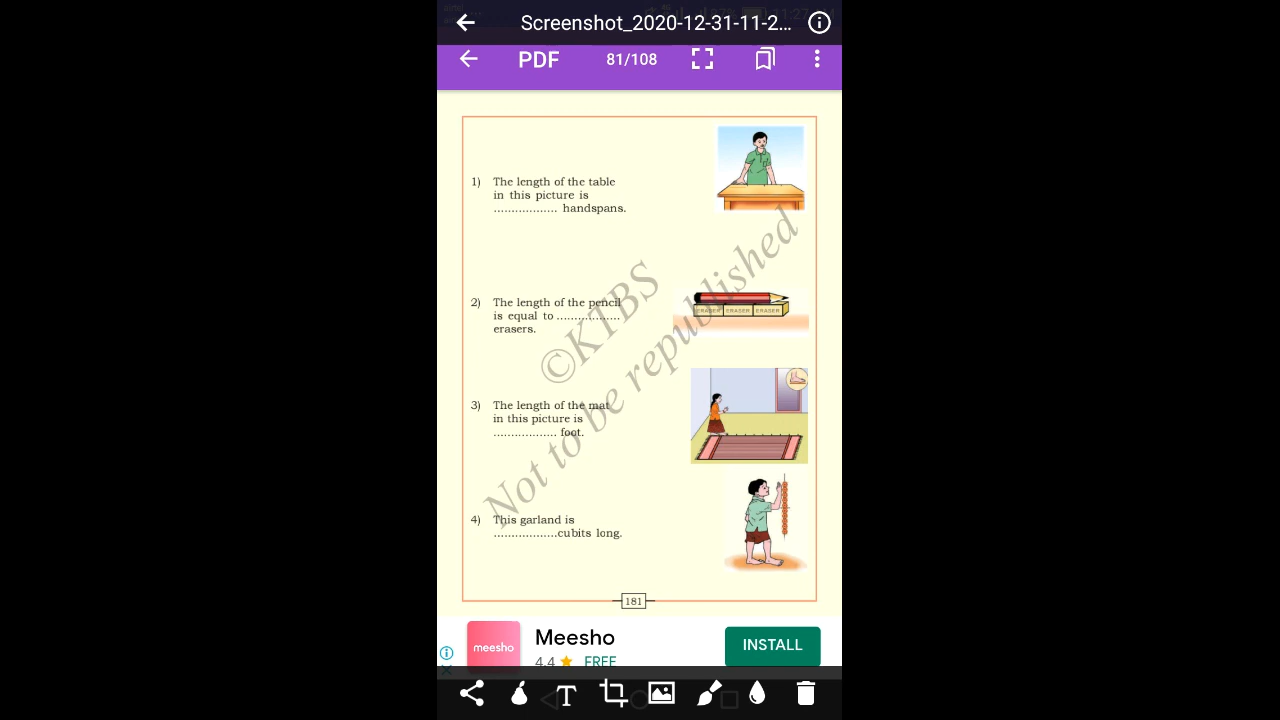 Screenshot_2020-12-31-11-2...
PDF 81/108
1) The length of the table
in this picture is
.................. handspans.
2) The length of the pencil
is equal to ..................
erasers.
ERASER ERASER ERASER
3) The length of the mat
in this picture is
.................. foot.
4) This garland is
..................cubits long.
©KTBS
Not to be republished
181
meesho
Meesho
4.4 FREE
INSTALL
T